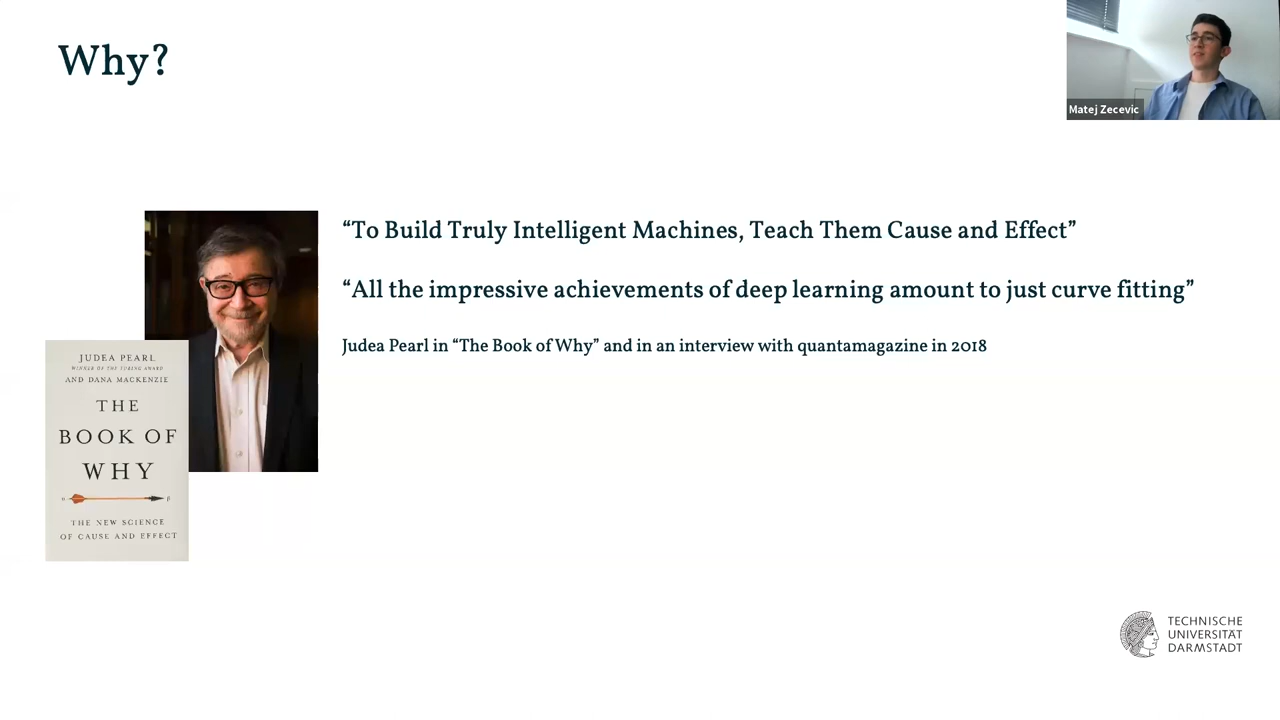 Why?
Matej Zecevic
“To Build Truly Intelligent Machines, Teach Them Cause and Effect”
“All the impressive achievements of deep learning amount to just curve fitting”
Judea Pearl in “The Book of Why” and in an interview with quantamagazine in 2018
JUDEA PEARL
WINNER OF THE TURING AWARD
AND DANA MACKENZIE
THE
BOOK OF
WHY
THE NEW SCIENCE
OF CAUSE AND EFFECT
TECHNISCHE
UNIVERSITÄT
DARMSTADT